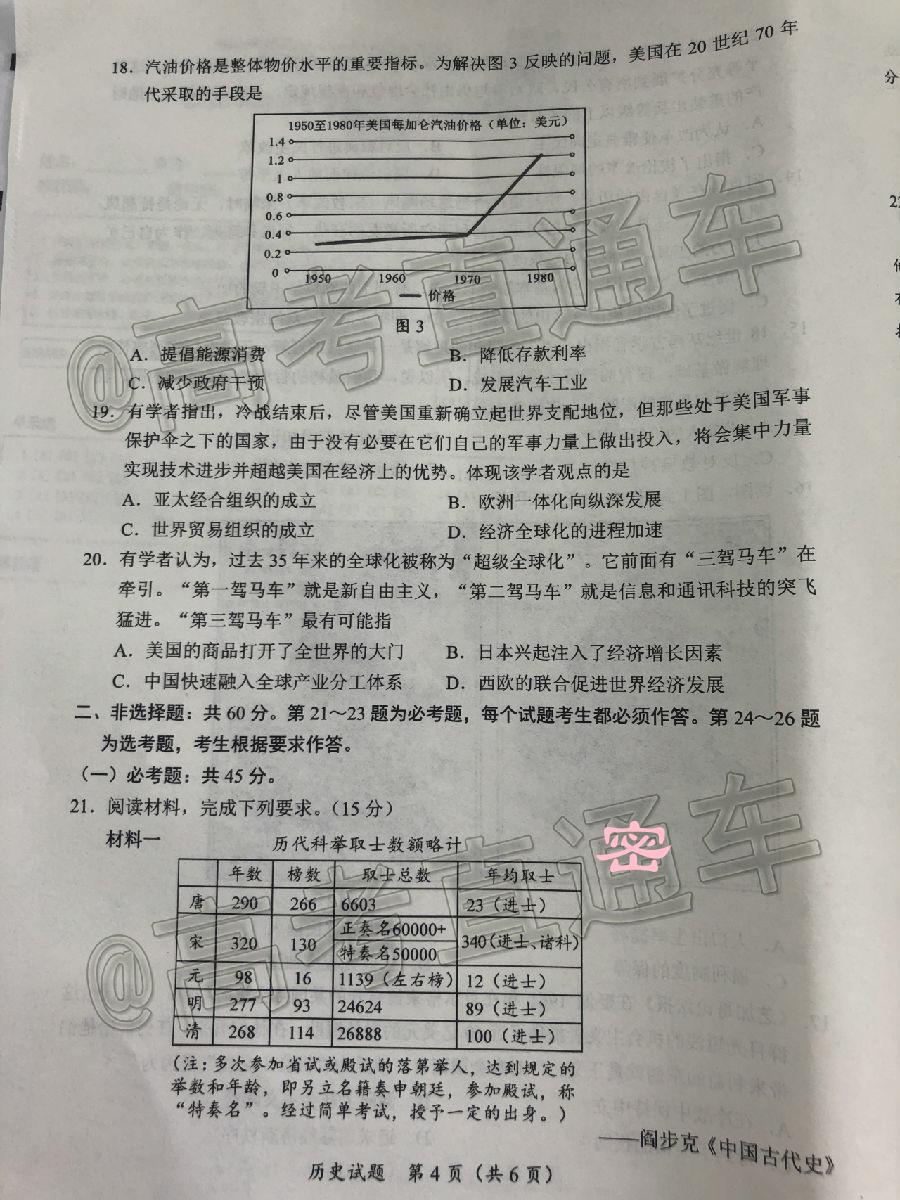 18．汽油价格是整体物价水平的重要指标。为解决图 3 反映的问题，美国在 20 世纪 70 年
代采取的手段是
1950至1980年美国每加仑汽油价格（单位：美元）
1.4
1.2
1
0.8
0.6
0.4
0.2
0
1950 1960 1970 1980
价格
图 3
A．提倡能源消费 B．降低存款利率
C．减少政府干预 D．发展汽车工业
19．有学者指出，冷战结束后，尽管美国重新确立起世界支配地位，但那些处于美国军事
保护伞之下的国家，由于没有必要在它们自己的军事力量上做出投入，将会集中力量
实现技术进步并超越美国在经济上的优势。体现该学者观点的是
A．亚太经合组织的成立 B．欧洲一体化向纵深发展
C．世界贸易组织的成立 D．经济全球化的进程加速
20．有学者认为，过去 35 年来的全球化被称为“超级全球化”。它前面有“三驾马车”在
牵引。“第一驾马车”就是新自由主义，“第二驾马车”就是信息和通讯科技的突飞
猛进。“第三驾马车”最有可能指
A．美国的商品打开了全世界的大门 B．日本兴起注入了经济增长因素
C．中国快速融入全球产业分工体系 D．西欧的联合促进世界经济发展
二、非选择题：共 60 分。第 21～23 题为必考题，每个试题考生都必须作答。第 24～26 题
为选考题，考生根据要求作答。
（一）必考题：共 45 分。
21．阅读材料，完成下列要求。（15 分）
材料一 历代科举取士数额略计
年数 榜数 取士总数 年均取士
唐 290 266 6603 23（进士）
宋 320 130 正奏名60000+ 340（进士、诸科）
特奏名50000
元 98 16 1139（左右榜） 12（进士）
明 277 93 24624 89（进士）
清 268 114 26888 100（进士）
（注：多次参加省试或殿试的落第举人，达到规定的
举数和年龄，即另立名籍奏申朝廷，参加殿试，称
“特奏名”。经过简单考试，授予一定的出身。）
——阎步克《中国古代史》
历史试题 第 4 页（共 6 页）
@高考直通车
@高考直通车
密
分
22